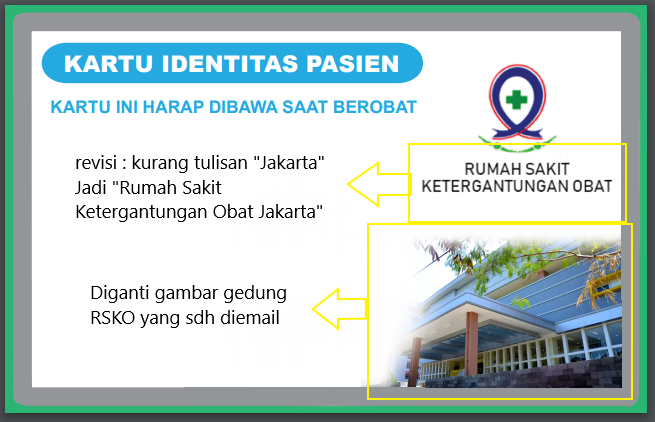 KARTU IDENTITAS PASIEN
KARTU INI HARAP DIBAWA SAAT BEROBAT
revisi : kurang tulisan "Jakarta"
Jadi "Rumah Sakit
Ketergantungan Obat Jakarta"
RUMAH SAKIT
KETERGANTUNGAN OBAT
Diganti gambar gedung
RSKO yang sdh diemail